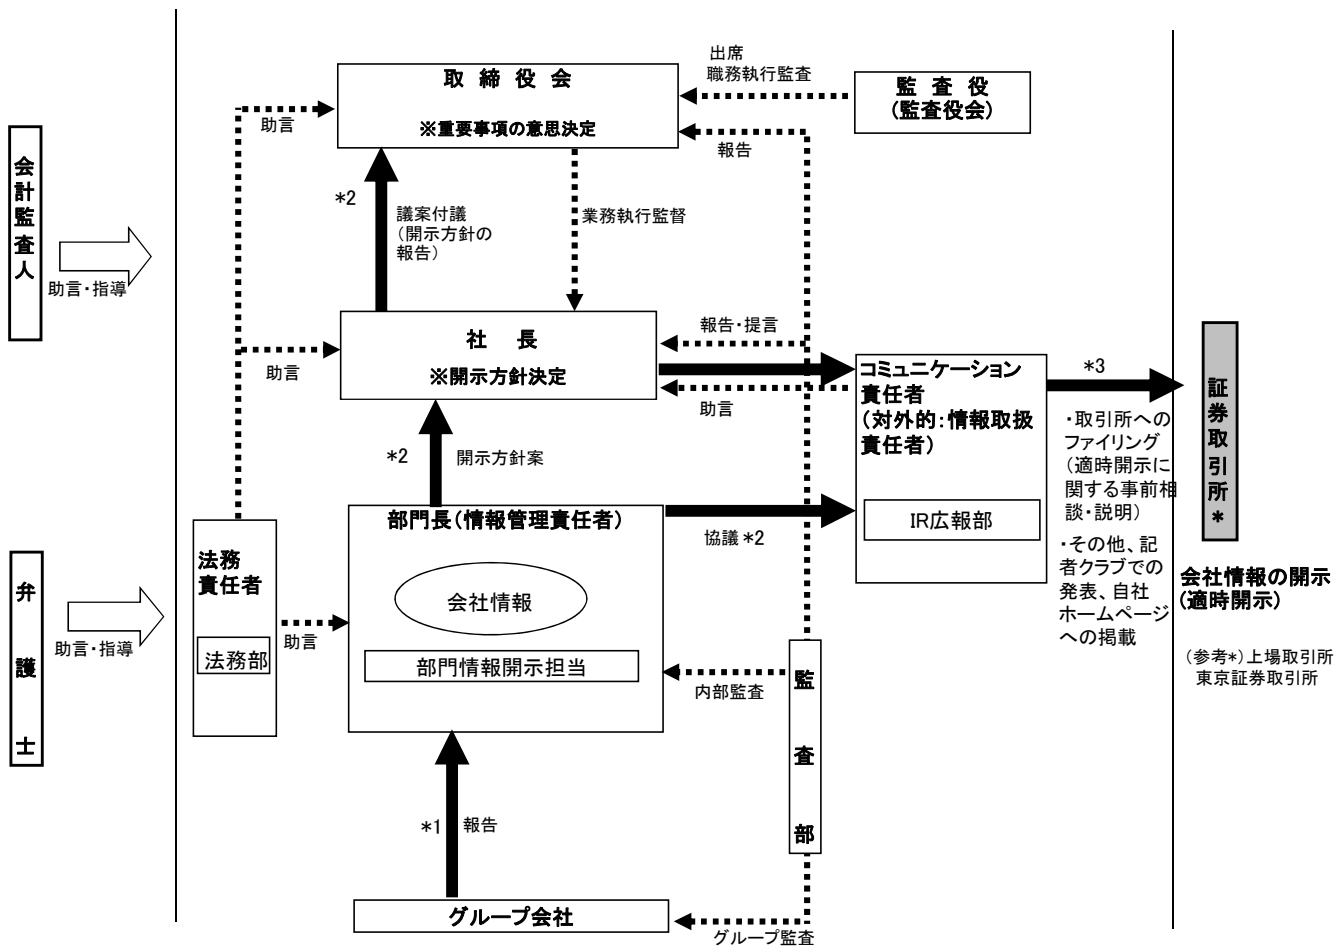 出席
職務執行監査
取締役会
※重要事項の意思決定
監査役
(監査役会)
助言
報告
会計監査人
助言・指導
*2
議案付議
(開示方針の
報告)
業務執行監督
社長
※開示方針決定
報告・提言
助言
助言
コミュニケーション
責任者
(対外的:情報取扱
責任者)
IR広報部
*3
・取引所への
ファイリング
(適時開示に
関する事前相
談・説明)
・その他、記
者クラブでの
発表、自社
ホームページ
への掲載
証券取引所*
会社情報の開示
(適時開示)
(参考*)上場取引所
東京証券取引所
*2
開示方針案
部門長(情報管理責任者)
会社情報
部門情報開示担当
協議*2
法務
責任者
法務部
助言
弁護士
助言・指導
内部監査
監査部
*1
報告
グループ会社
グループ監査